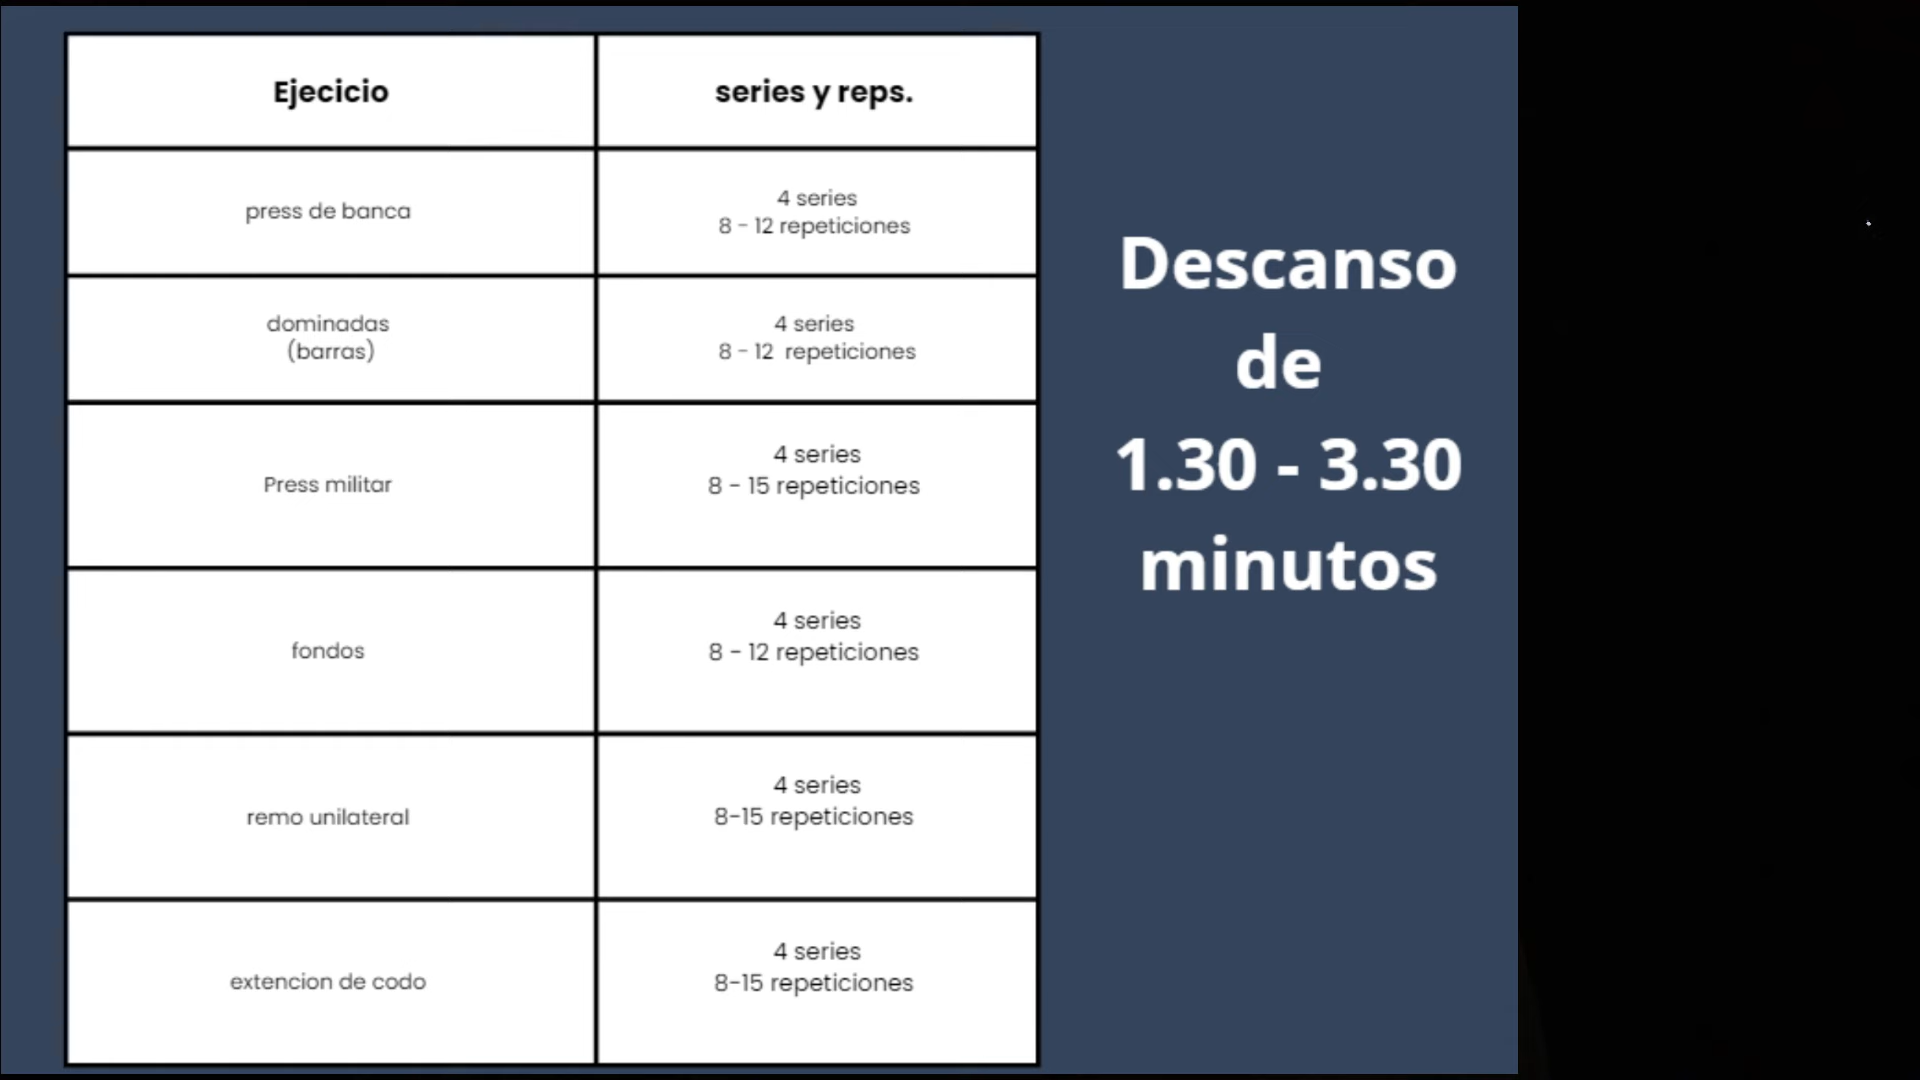 Ejecicio
series y reps.
press de banca
4 series
8 - 12 repeticiones
dominadas
(barras)
4 series
8 - 12  repeticiones
Press militar
4 series
8 - 15 repeticiones
fondos
4 series
8 - 12 repeticiones
remo unilateral
4 series
8-15 repeticiones
extencion de codo
4 series
8-15 repeticiones
Descanso
de
1.30 - 3.30
minutos